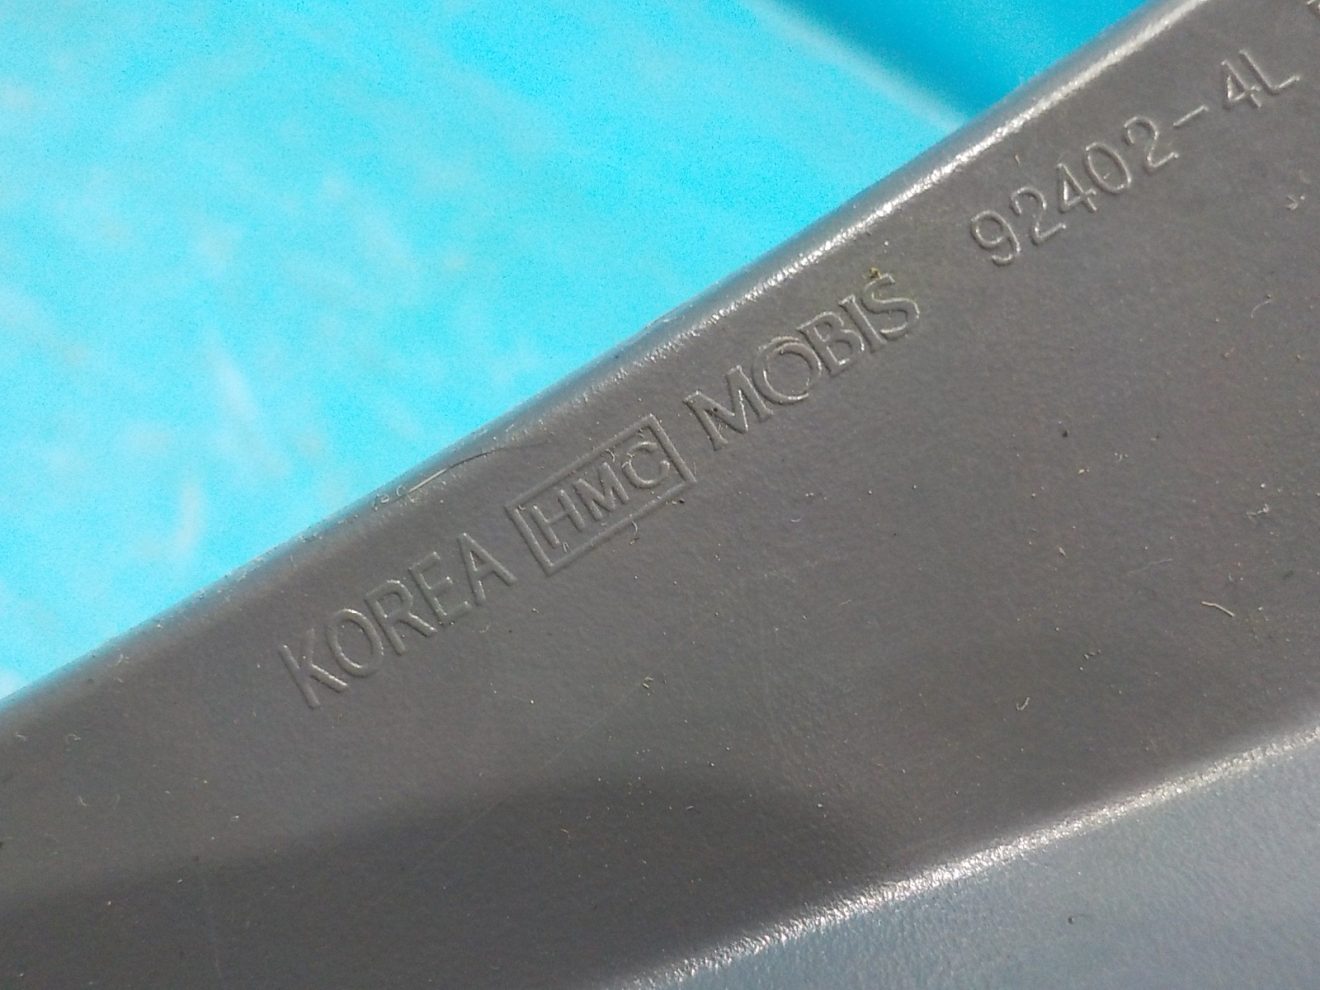 KOREA HMC MOBIS 92402-4L